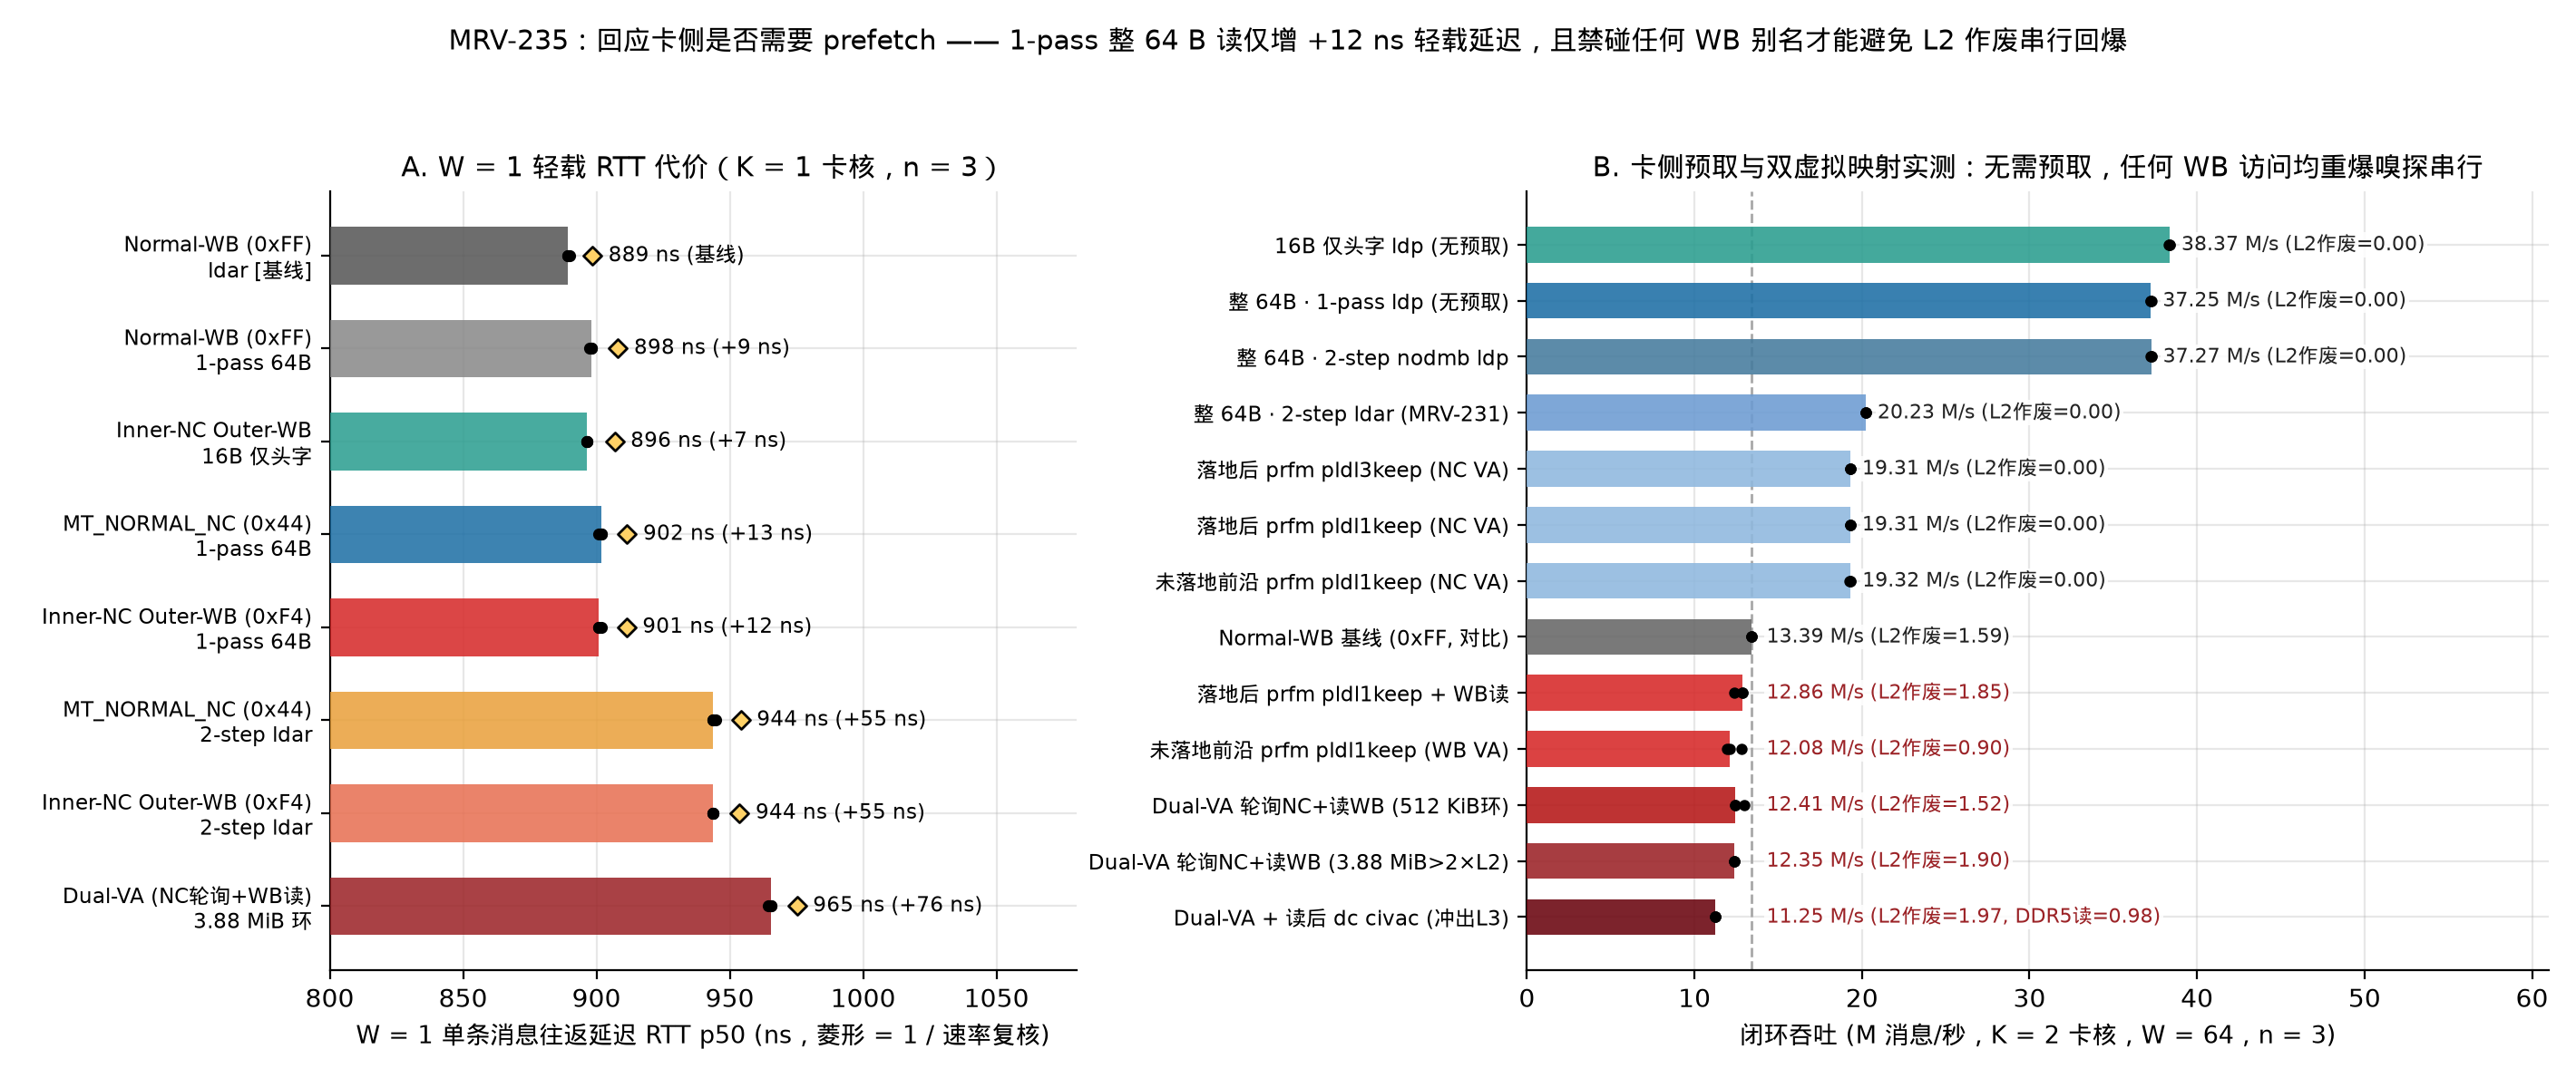 MRV-235：回应卡侧是否需要 prefetch —— 1-pass 整 64 B 读仅增 +12 ns 轻载延迟，且禁碰任何 WB 别名才能避免 L2 作废串行回爆
A. W = 1 轻载 RTT 代价（K = 1 卡核，n = 3）
Normal-WB (0xFF)
ldar [基线]
889 ns (基线)
Normal-WB (0xFF)
1-pass 64B
898 ns (+9 ns)
Inner-NC Outer-WB
16B 仅头字
896 ns (+7 ns)
MT_NORMAL_NC (0x44)
1-pass 64B
902 ns (+13 ns)
Inner-NC Outer-WB (0xF4)
1-pass 64B
901 ns (+12 ns)
MT_NORMAL_NC (0x44)
2-step ldar
944 ns (+55 ns)
Inner-NC Outer-WB (0xF4)
2-step ldar
944 ns (+55 ns)
Dual-VA (NC轮询+WB读)
3.88 MiB 环
965 ns (+76 ns)
800 850 900 950 1000 1050
W = 1 单条消息往返延迟 RTT p50 (ns，菱形 = 1 / 速率复核)
B. 卡侧预取与双虚拟映射实测：无需预取，任何 WB 访问均重爆嗅探串行
16B 仅头字 ldp (无预取)
38.37 M/s (L2作废=0.00)
整 64B · 1-pass ldp (无预取)
37.25 M/s (L2作废=0.00)
整 64B · 2-step nodmb ldp
37.27 M/s (L2作废=0.00)
整 64B · 2-step ldar (MRV-231)
20.23 M/s (L2作废=0.00)
落地后 prfm pldl3keep (NC VA)
19.31 M/s (L2作废=0.00)
落地后 prfm pldl1keep (NC VA)
19.31 M/s (L2作废=0.00)
未落地前沿 prfm pldl1keep (NC VA)
19.32 M/s (L2作废=0.00)
Normal-WB 基线 (0xFF, 对比)
13.39 M/s (L2作废=1.59)
落地后 prfm pldl1keep + WB读
12.86 M/s (L2作废=1.85)
未落地前沿 prfm pldl1keep (WB VA)
12.08 M/s (L2作废=0.90)
Dual-VA 轮询NC+读WB (512 KiB环)
12.41 M/s (L2作废=1.52)
Dual-VA 轮询NC+读WB (3.88 MiB>2×L2)
12.35 M/s (L2作废=1.90)
Dual-VA + 读后 dc civac (冲出L3)
11.25 M/s (L2作废=1.97, DDR5读=0.98)
0 10 20 30 40 50 60
闭环吞吐 (M 消息/秒，K = 2 卡核，W = 64，n = 3)